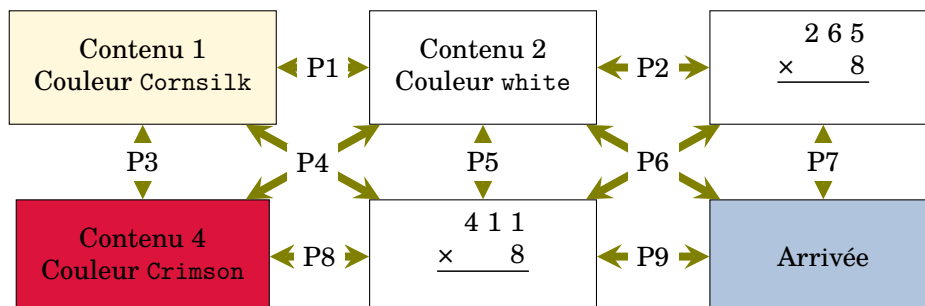 Contenu 1
Couleur Cornsilk
P1
Contenu 2
Couleur white
P2
2 6 5
× 8
P3
P4
P5
P6
P7
Contenu 4
Couleur Crimson
P8
4 1 1
× 8
P9
Arrivée